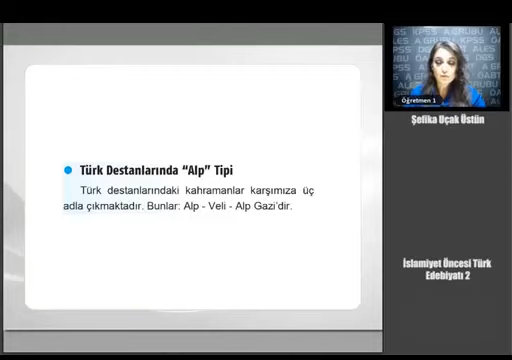 Türk Destanlarında “Alp” Tipi
Türk destanlarındaki kahramanlar karşımıza üç
adla çıkmaktadır. Bunlar: Alp - Veli - Alp Gazi’dir.
Öğretmen 1
Şefika Uçak Üstün
İslamiyet Öncesi Türk
Edebiyatı 2